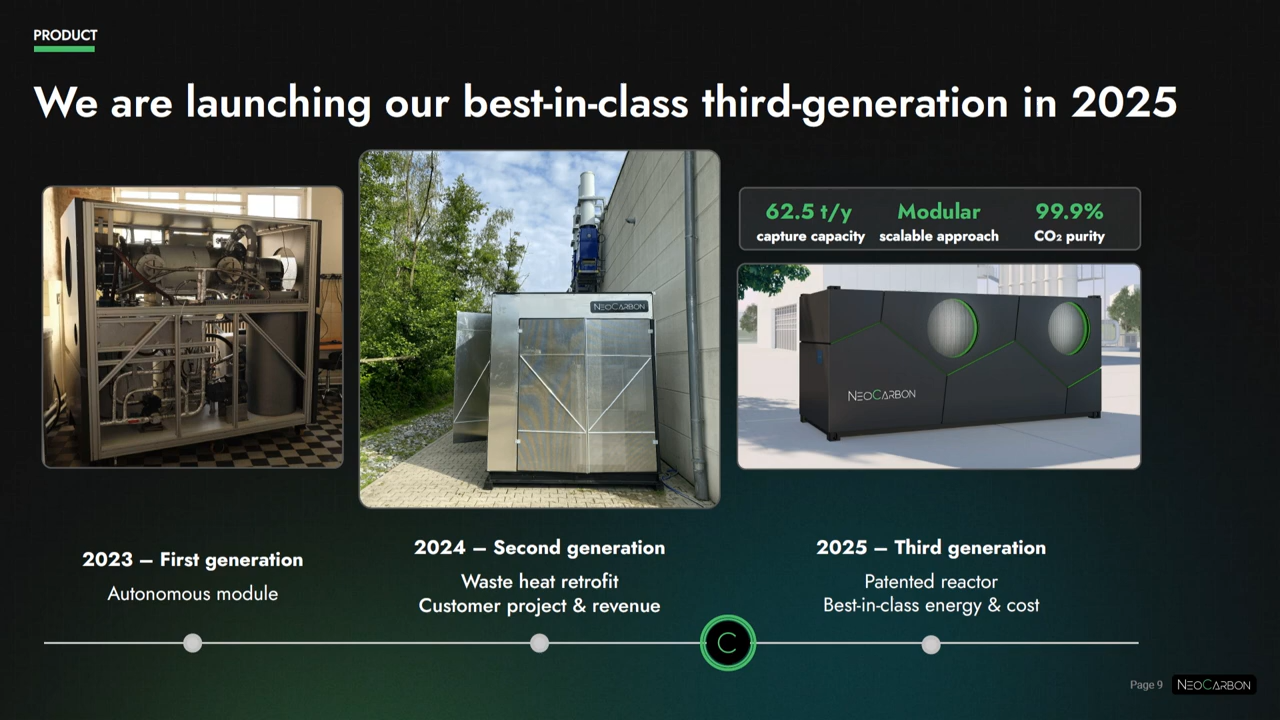 PRODUCT
We are launching our best-in-class third-generation in 2025
62.5 t/y
capture capacity
Modular
scalable approach
99.9%
CO₂ purity
NEOCARBON
NEOCARBON
2023 – First generation
Autonomous module
2024 – Second generation
Waste heat retrofit
Customer project & revenue
2025 – Third generation
Patented reactor
Best-in-class energy & cost
C
Page 9
NEOCARBON